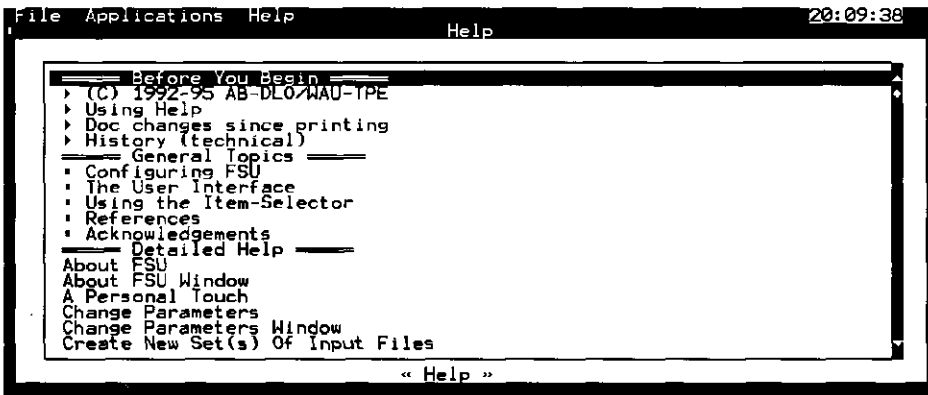 File Applications Help 20:09:38
Help
═════ Before You Begin ═════
▸ (C) 1992-95 AB-DLO/WAU-TPE
▸ Using Help
▸ Doc changes since printing
▸ History (technical)
═════ General Topics ═════
▪ Configuring FSU
▪ The User Interface
▪ Using the Item-Selector
▪ References
▪ Acknowledgements
═════ Detailed Help ═════
About FSU
About FSU Window
A Personal Touch
Change Parameters
Change Parameters Window
Create New Set(s) Of Input Files
« Help »